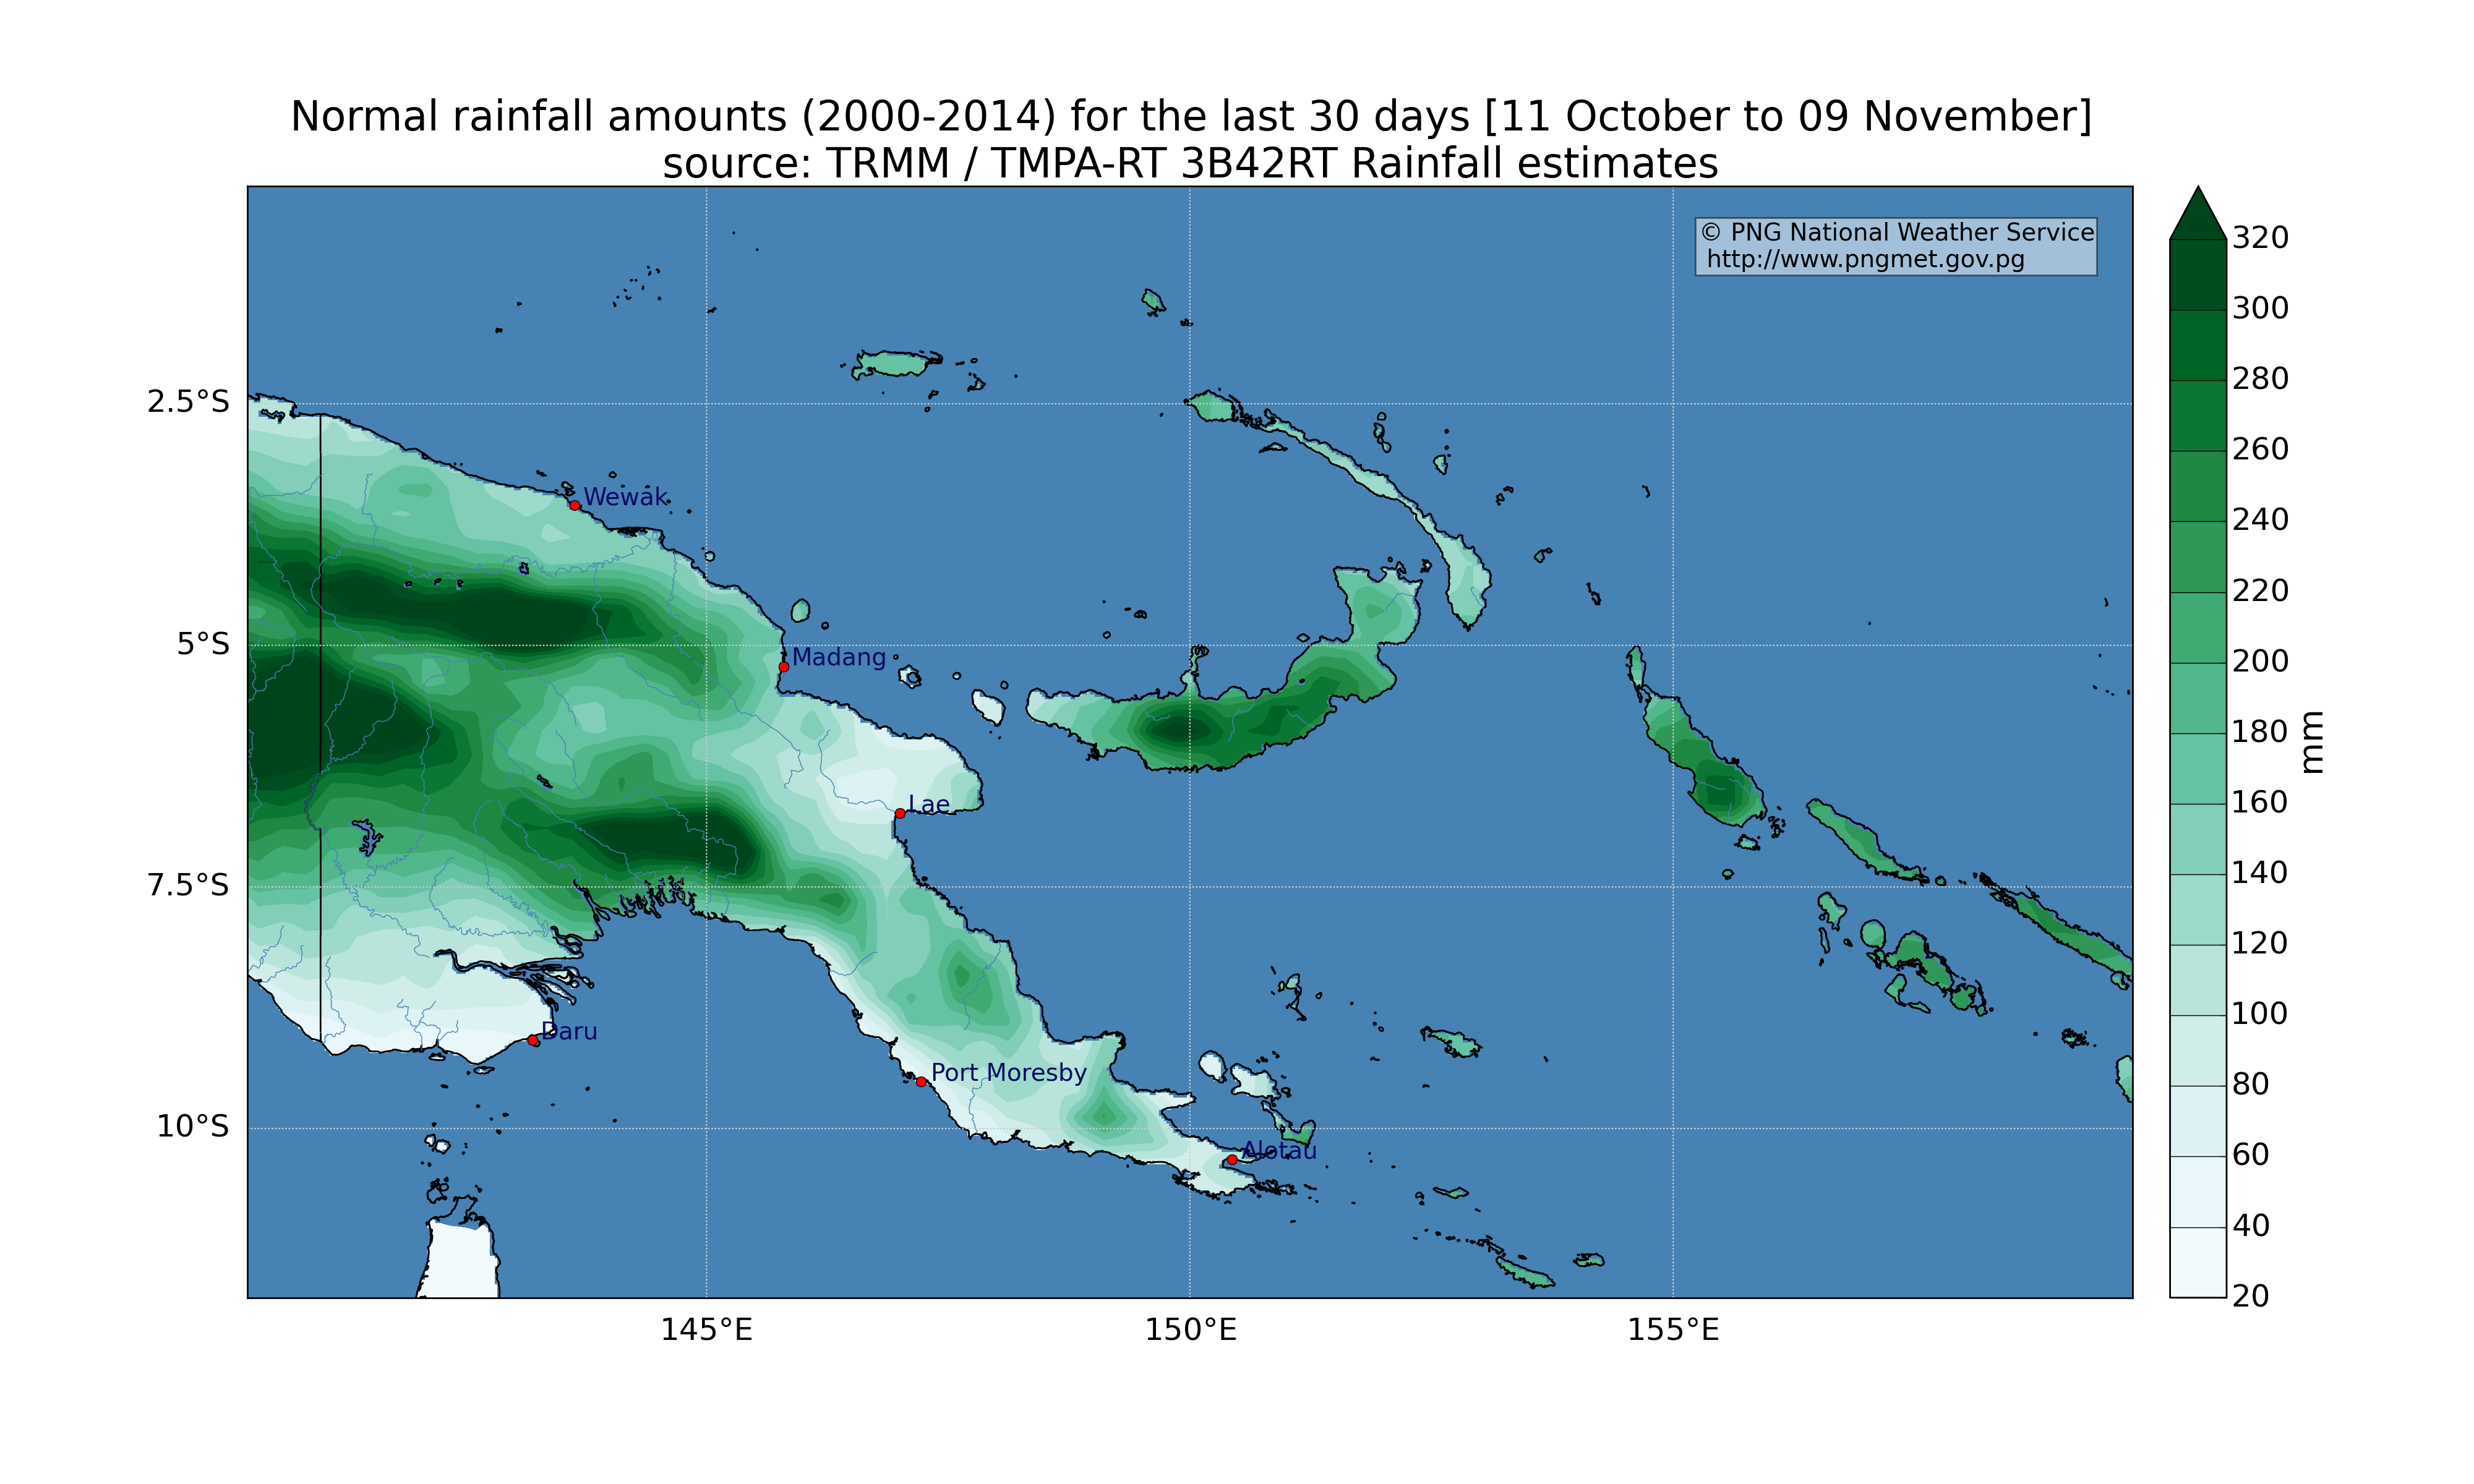 Normal rainfall amounts (2000-2014) for the last 30 days [11 October to 09 November]
source: TRMM / TMPA-RT 3B42RT Rainfall estimates
© PNG National Weather Service
http://www.pngmet.gov.pg
320
300
280
260
240
220
200
180
160
140
120
100
80
60
40
20
mm
2.5°S
5°S
7.5°S
10°S
Wewak
Madang
Lae
Daru
Port Moresby
Alotau
145°E
150°E
155°E